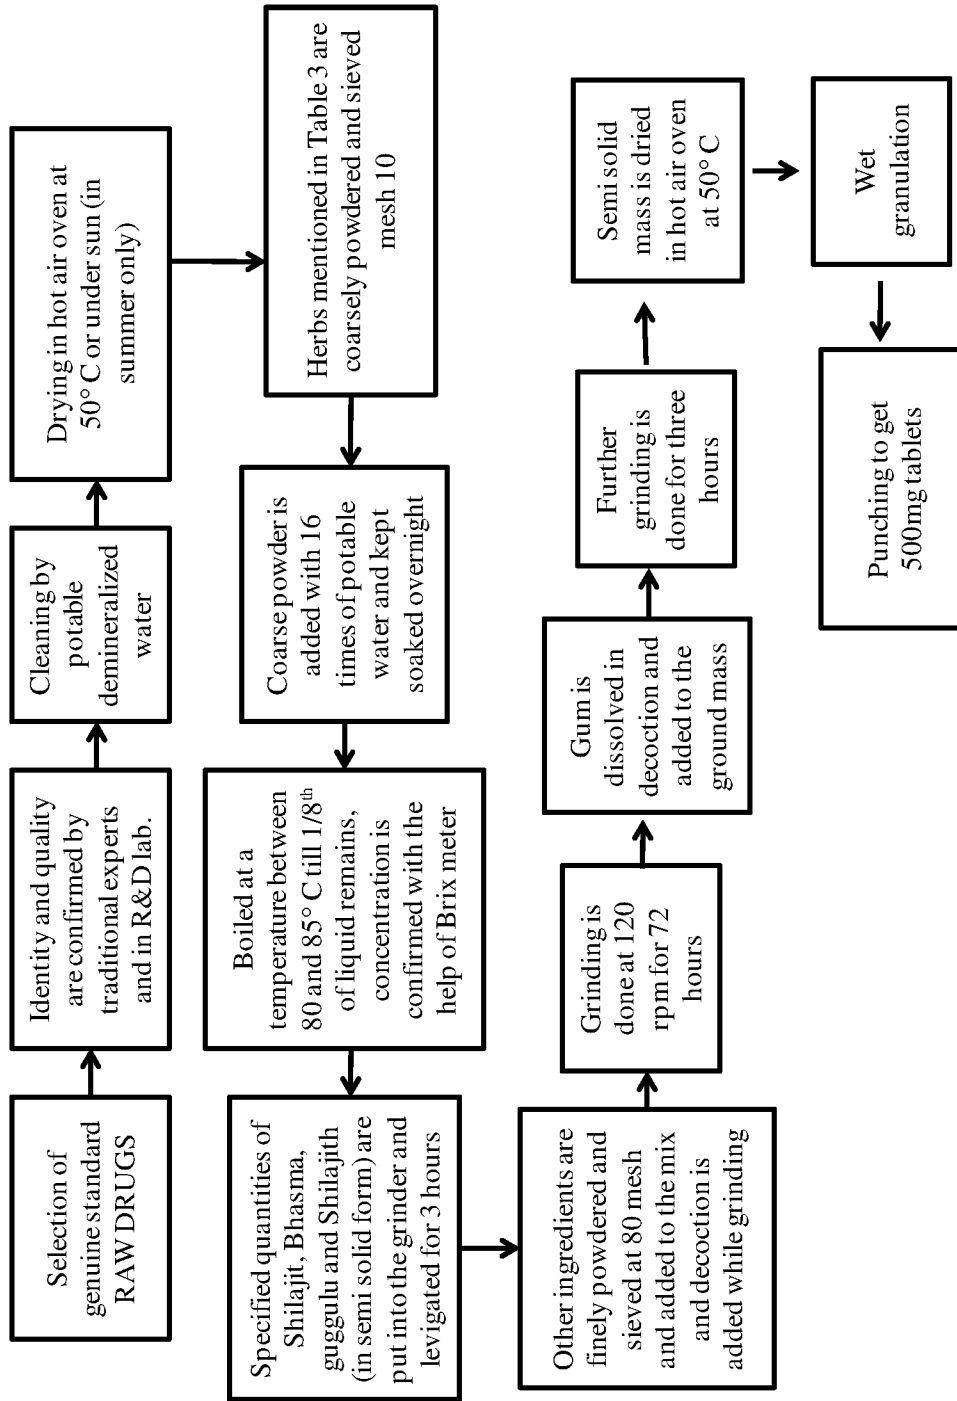 Selection of
genuine standard
RAW DRUGS
Identity and quality
are confirmed by
traditional experts
and in R&D lab.
Cleaning by
potable
demineralized
water
Drying in hot air oven at
50° C or under sun (in
summer only)
Herbs mentioned in Table 3 are
coarsely powdered and sieved
mesh 10
Coarse powder is
added with 16
times of potable
water and kept
soaked overnight
Boiled at a
temperature between
80 and 85° C till 1/8th
of liquid remains,
concentration is
confirmed with the
help of Brix meter
Specified quantities of
Shilajit, Bhasma,
guggulu and Shilajith
(in semi solid form) are
put into the grinder and
levigated for 3 hours
Other ingredients are
finely powdered and
sieved at 80 mesh
and added to the mix
and decoction is
added while grinding
Grinding is
done at 120
rpm for 72
hours
Gum is
dissolved in
decoction and
added to the
ground mass
Further
grinding is
done for three
hours
Semi solid
mass is dried
in hot air oven
at 50° C
Wet
granulation
Punching to get
500mg tablets